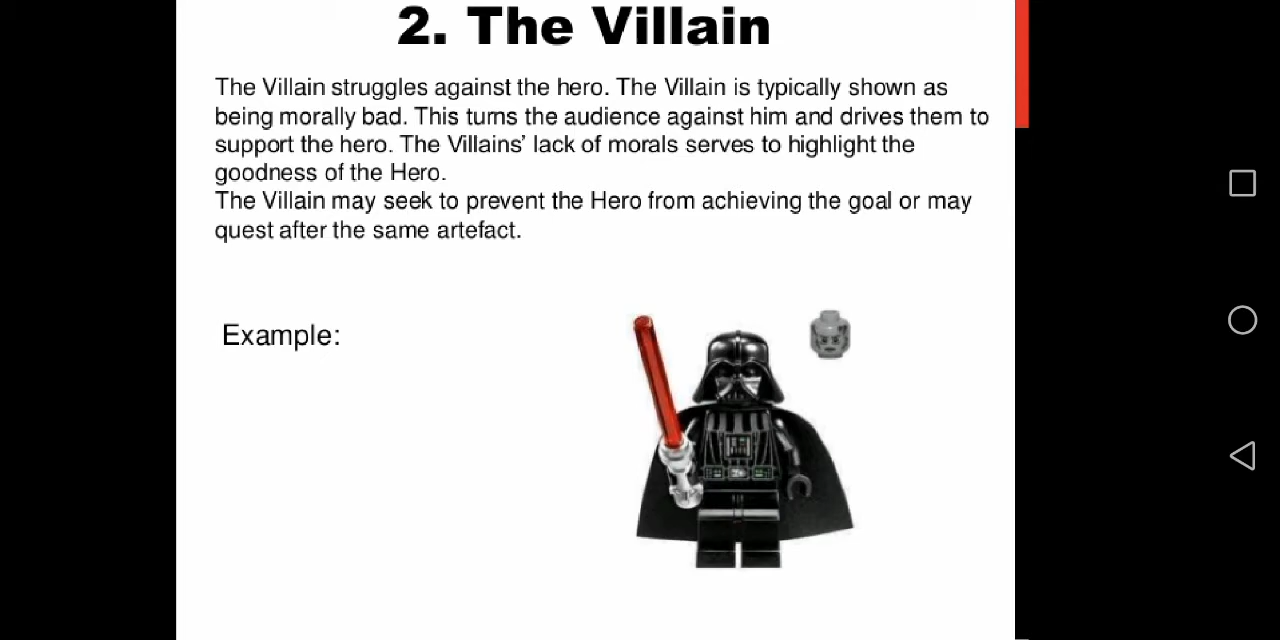 2. The Villain
The Villain struggles against the hero. The Villain is typically shown as
being morally bad. This turns the audience against him and drives them to
support the hero. The Villains’ lack of morals serves to highlight the
goodness of the Hero.
The Villain may seek to prevent the Hero from achieving the goal or may
quest after the same artefact.
Example: